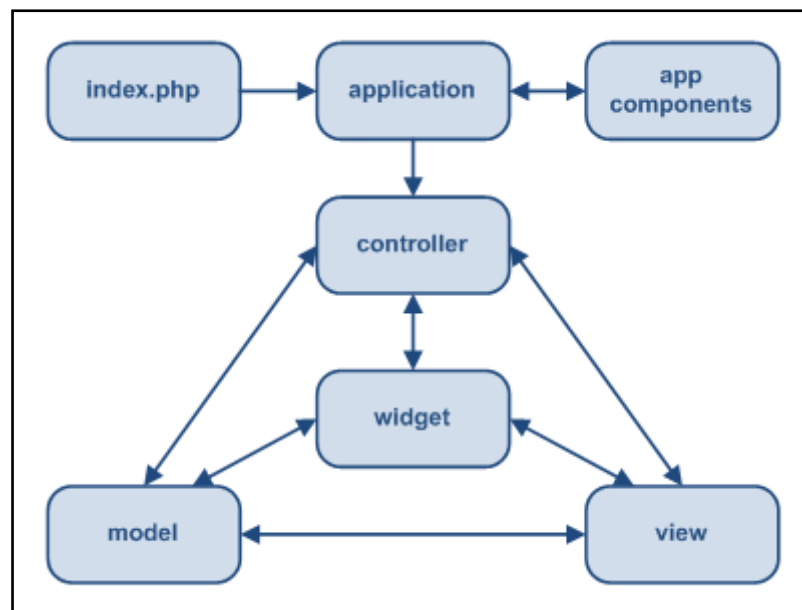 index.php
application
app
components
controller
widget
model
view